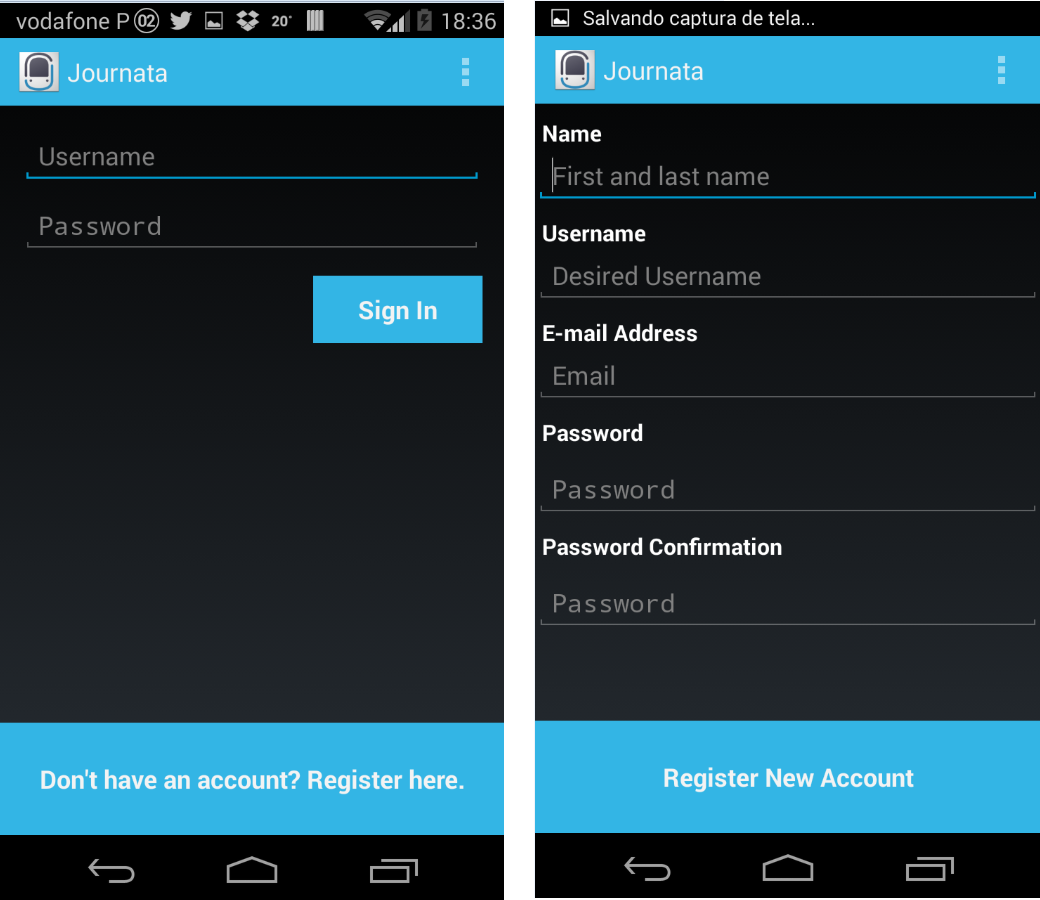 vodafone P 02 20° 18:36
Journata
Username
Password
Sign In
Don't have an account? Register here.
Salvando captura de tela...
Journata
Name
First and last name
Username
Desired Username
E-mail Address
Email
Password
Password
Password Confirmation
Password
Register New Account